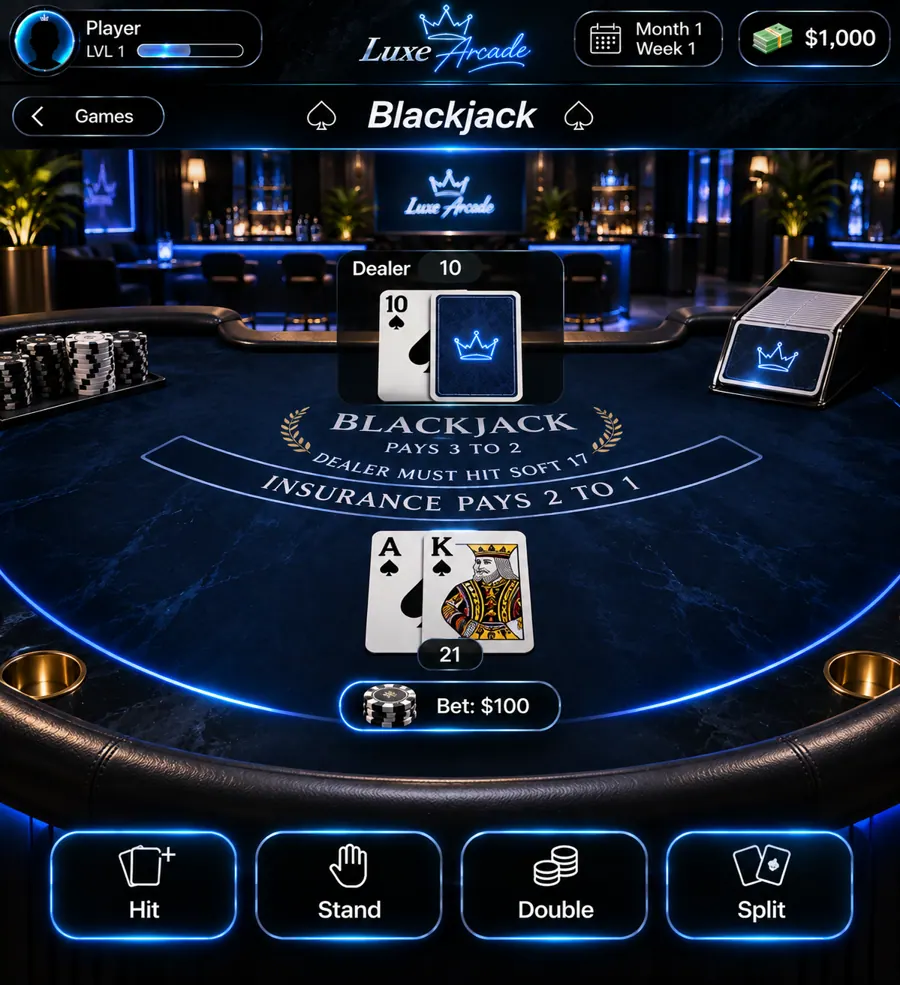 Player
LVL 1
Luxe Arcade
Month 1
Week 1
$1,000
Games
Blackjack
Luxe Arcade
Dealer 10
10
BLACKJACK
PAYS 3 TO 2
DEALER MUST HIT SOFT 17
INSURANCE PAYS 2 TO 1
A K
21
Bet: $100
Hit
Stand
Double
Split